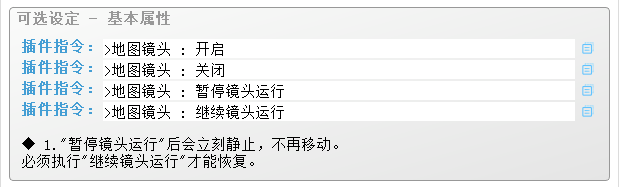 可选设定 - 基本属性
插件指令: >地图镜头 : 开启
插件指令: >地图镜头 : 关闭
插件指令: >地图镜头 : 暂停镜头运行
插件指令: >地图镜头 : 继续镜头运行
◆ 1."暂停镜头运行"后会立刻静止，不再移动。
必须执行"继续镜头运行"才能恢复。